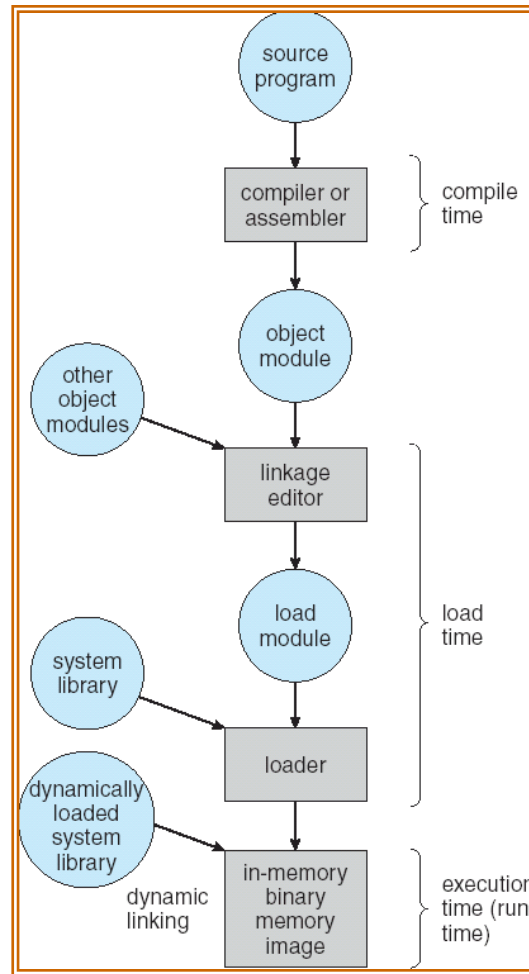 source
program
compiler or
assembler
compile
time
object
module
other
object
modules
linkage
editor
load
module
load
time
system
library
loader
dynamically
loaded
system
library
dynamic
linking
in-memory
binary
memory
image
execution
time (run
time)